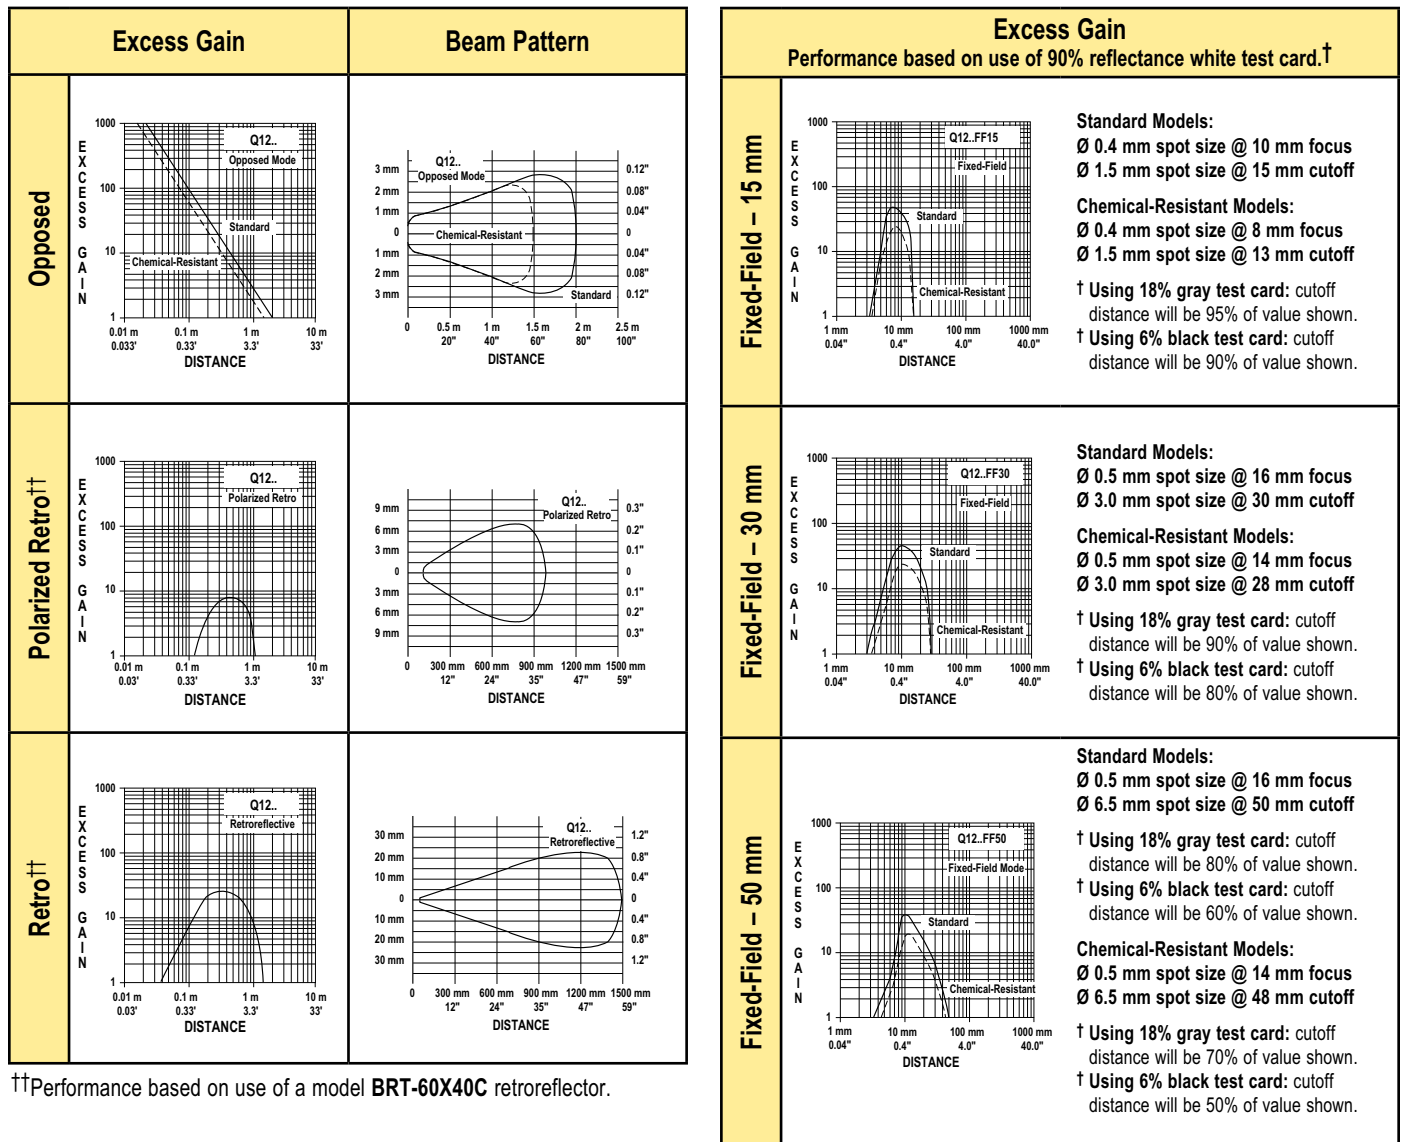 Excess Gain
Beam Pattern
Opposed
EXCESS GAIN
1000
100
10
1
Q12..
Opposed Mode
Standard
Chemical-Resistant
0.01 m 0.1 m 1 m 10 m
0.033' 0.33' 3.3' 33'
DISTANCE
Q12..
Opposed Mode
3 mm 0.12"
2 mm 0.08"
1 mm 0.04"
0 Chemical-Resistant 0
1 mm 0.04"
2 mm 0.08"
3 mm Standard 0.12"
0 0.5 m 1 m 1.5 m 2 m 2.5 m
20" 40" 60" 80" 100"
DISTANCE
Polarized Retro††
EXCESS GAIN
1000
100
10
1
Q12..
Polarized Retro
0.01 m 0.1 m 1 m 10 m
0.03' 0.33' 3.3' 33'
DISTANCE
Q12..
Polarized Retro
9 mm 0.3"
6 mm 0.2"
3 mm 0.1"
0 0
3 mm 0.1"
6 mm 0.2"
9 mm 0.3"
0 300 mm 600 mm 900 mm 1200 mm 1500 mm
12" 24" 35" 47" 59"
DISTANCE
Retro††
EXCESS GAIN
1000
100
10
1
Q12..
Retroreflective
0.01 m 0.1 m 1 m 10 m
0.03' 0.33' 3.3' 33'
DISTANCE
Q12..
Retroreflective
30 mm 1.2"
20 mm 0.8"
10 mm 0.4"
0 0
10 mm 0.4"
20 mm 0.8"
30 mm 1.2"
0 300 mm 600 mm 900 mm 1200 mm 1500 mm
12" 24" 35" 47" 59"
DISTANCE
††Performance based on use of a model BRT-60X40C retroreflector.
Excess Gain
Performance based on use of 90% reflectance white test card.†
Fixed-Field – 15 mm
EXCESS GAIN
1000
100
10
1
Q12..FF15
Fixed-Field
Standard
Chemical-Resistant
1 mm 10 mm 100 mm 1000 mm
0.04" 0.4" 4.0" 40.0"
DISTANCE
Standard Models:
Ø 0.4 mm spot size @ 10 mm focus
Ø 1.5 mm spot size @ 15 mm cutoff
Chemical-Resistant Models:
Ø 0.4 mm spot size @ 8 mm focus
Ø 1.5 mm spot size @ 13 mm cutoff
† Using 18% gray test card: cutoff
distance will be 95% of value shown.
† Using 6% black test card: cutoff
distance will be 90% of value shown.
Fixed-Field – 30 mm
EXCESS GAIN
1000
100
10
1
Q12..FF30
Fixed-Field
Standard
Chemical-Resistant
1 mm 10 mm 100 mm 1000 mm
0.04" 0.4" 4.0" 40.0"
DISTANCE
Standard Models:
Ø 0.5 mm spot size @ 16 mm focus
Ø 3.0 mm spot size @ 30 mm cutoff
Chemical-Resistant Models:
Ø 0.5 mm spot size @ 14 mm focus
Ø 3.0 mm spot size @ 28 mm cutoff
† Using 18% gray test card: cutoff
distance will be 90% of value shown.
† Using 6% black test card: cutoff
distance will be 80% of value shown.
Fixed-Field – 50 mm
EXCESS GAIN
1000
100
10
1
Q12..FF50
Fixed-Field Mode
Standard
Chemical-Resistant
1 mm 10 mm 100 mm 1000 mm
0.04" 0.4" 4.0" 40.0"
DISTANCE
Standard Models:
Ø 0.5 mm spot size @ 16 mm focus
Ø 6.5 mm spot size @ 50 mm cutoff
† Using 18% gray test card: cutoff
distance will be 80% of value shown.
† Using 6% black test card: cutoff
distance will be 60% of value shown.
Chemical-Resistant Models:
Ø 0.5 mm spot size @ 14 mm focus
Ø 6.5 mm spot size @ 48 mm cutoff
† Using 18% gray test card: cutoff
distance will be 70% of value shown.
† Using 6% black test card: cutoff
distance will be 50% of value shown.